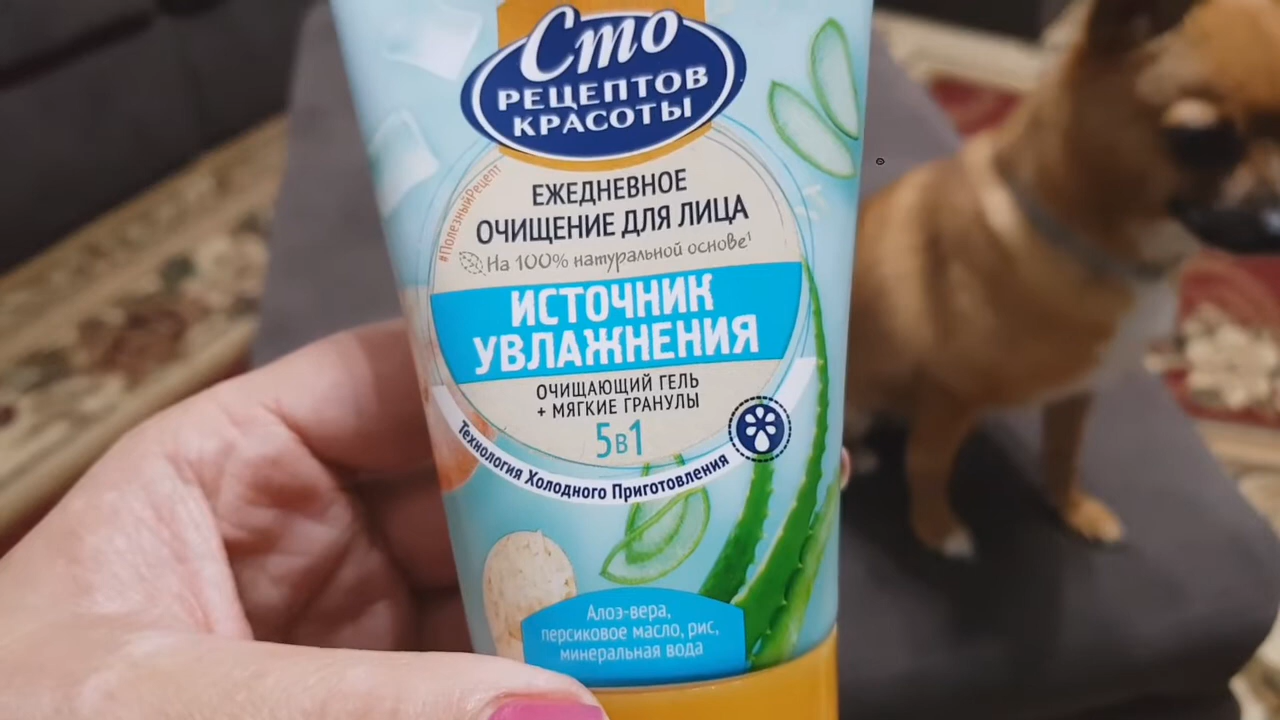 Сто
РЕЦЕПТОВ
КРАСОТЫ
#ПолезныйРецепт
ЕЖЕДНЕВНОЕ
ОЧИЩЕНИЕ ДЛЯ ЛИЦА
На 100% натуральной основе¹
ИСТОЧНИК
УВЛАЖНЕНИЯ
ОЧИЩАЮЩИЙ ГЕЛЬ
+ МЯГКИЕ ГРАНУЛЫ
5в1
Технология Холодного Приготовления
Алоэ-вера,
персиковое масло, рис,
минеральная вода